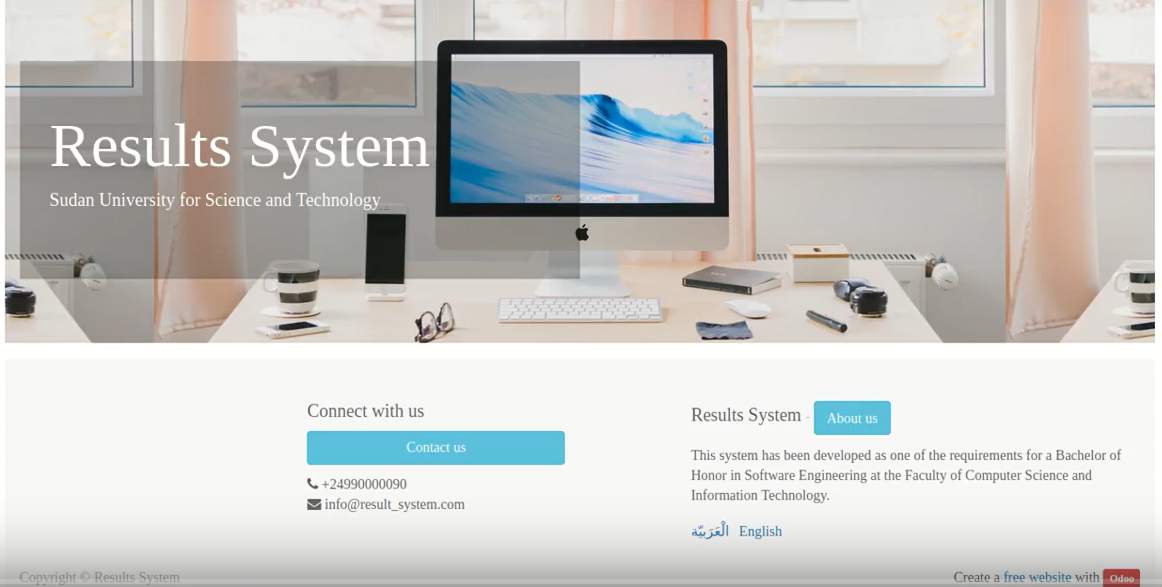 Results System
Sudan University for Science and Technology
Connect with us
Contact us
+24990000090
info@result_system.com
Results System - About us
This system has been developed as one of the requirements for a Bachelor of
Honor in Software Engineering at the Faculty of Computer Science and
Information Technology.
الْعَرَبيّة English
Copyright © Results System
Create a free website with Odoo